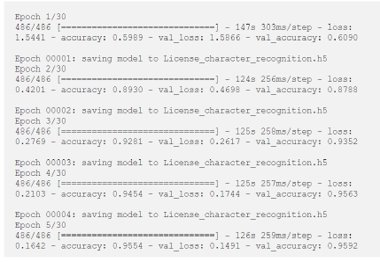 Epoch 1/30
486/486 [==============================] - 147s 303ms/step - loss:
1.5441 - accuracy: 0.5989 - val_loss: 1.5866 - val_accuracy: 0.6090
Epoch 00001: saving model to License_character_recognition.h5
Epoch 2/30
486/486 [==============================] - 124s 256ms/step - loss:
0.4201 - accuracy: 0.8930 - val_loss: 0.4698 - val_accuracy: 0.8788
Epoch 00002: saving model to License_character_recognition.h5
Epoch 3/30
486/486 [==============================] - 125s 258ms/step - loss:
0.2769 - accuracy: 0.9281 - val_loss: 0.2617 - val_accuracy: 0.9352
Epoch 00003: saving model to License_character_recognition.h5
Epoch 4/30
486/486 [==============================] - 125s 257ms/step - loss:
0.2103 - accuracy: 0.9454 - val_loss: 0.1744 - val_accuracy: 0.9563
Epoch 00004: saving model to License_character_recognition.h5
Epoch 5/30
486/486 [==============================] - 126s 259ms/step - loss:
0.1642 - accuracy: 0.9554 - val_loss: 0.1491 - val_accuracy: 0.9592